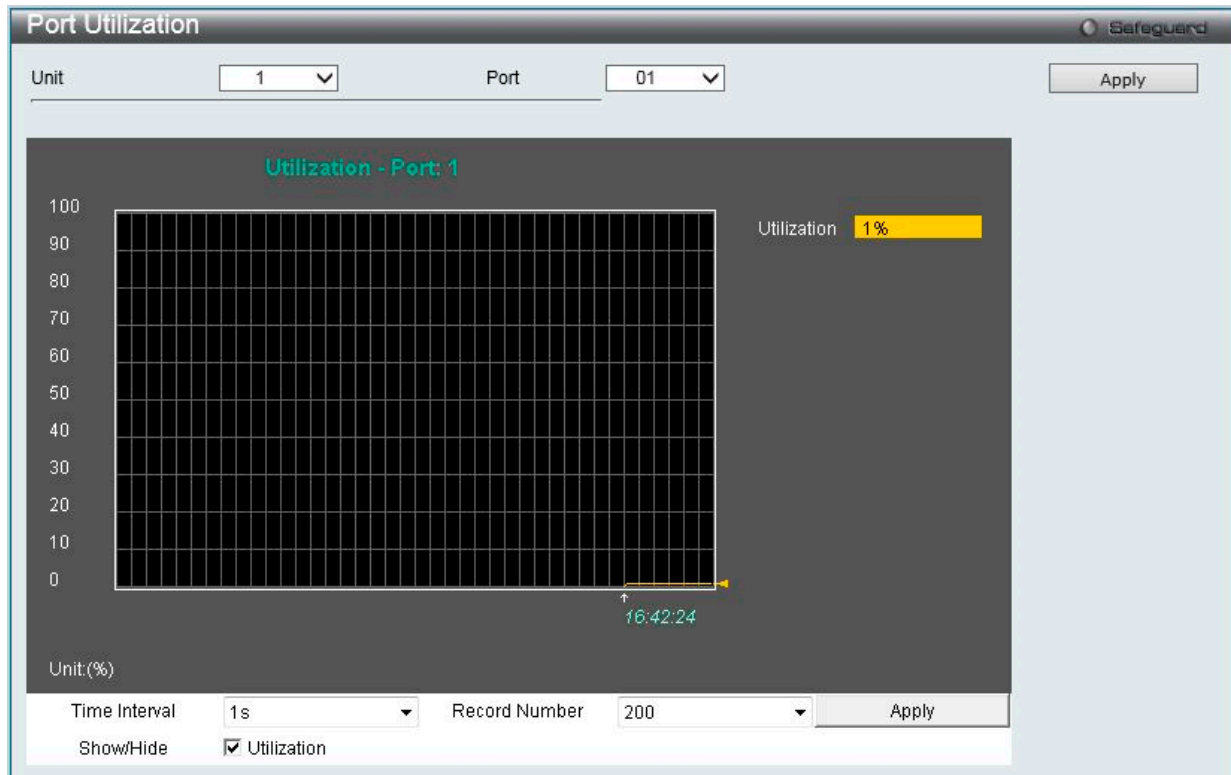 Port Utilization
Safeguard
Unit 1 Port 01 Apply
Utilization - Port: 1
100
90
80
70
60
50
40
30
20
10
0
Utilization 1%
16:42:24
Unit:(%)
Time Interval 1s Record Number 200 Apply
Show/Hide Utilization